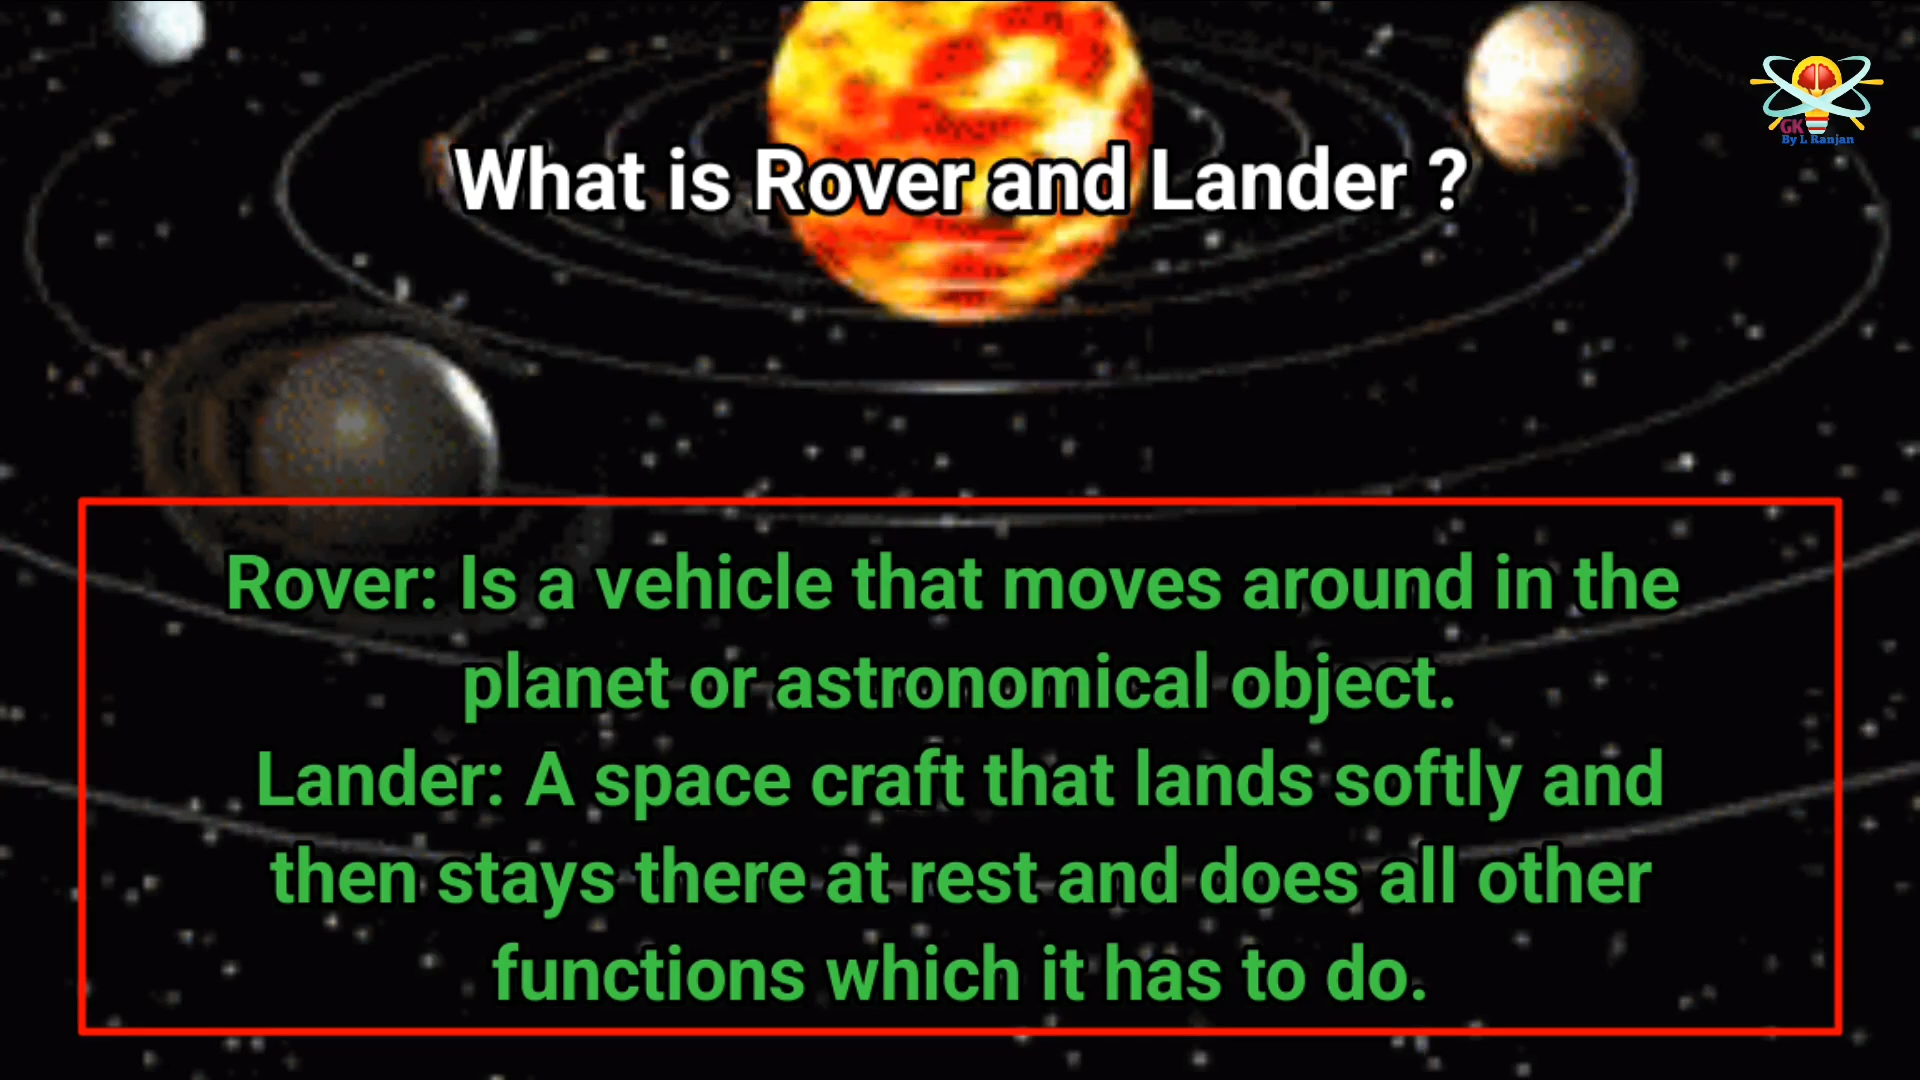 GK
By L Ranjan
What is Rover and Lander ?
Rover: Is a vehicle that moves around in the
planet or astronomical object.
Lander: A space craft that lands softly and
then stays there at rest and does all other
functions which it has to do.